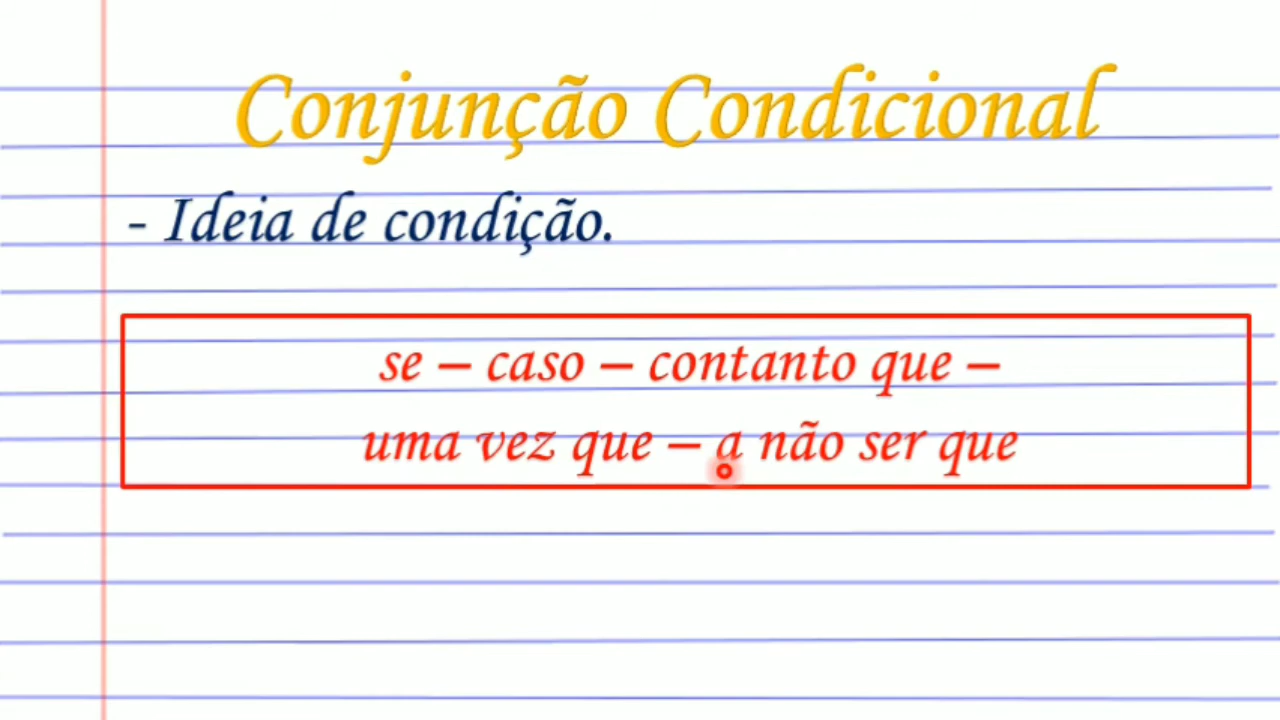 Conjunção Condicional
- Ideia de condição.
se – caso – contanto que –
uma vez que – a não ser que